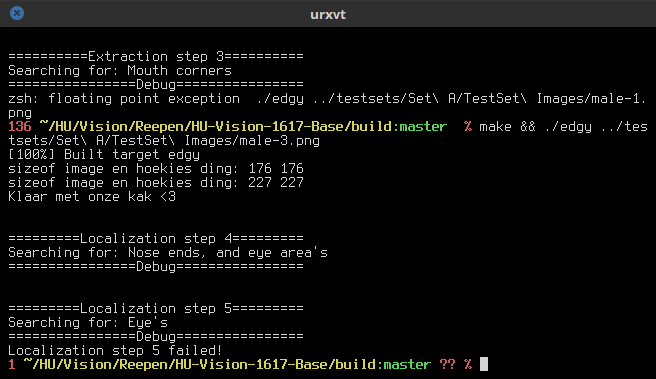 urxvt
==========Extraction step 3==========
Searching for: Mouth corners
================Debug================
zsh: floating point exception  ./edgy ../testsets/Set\ A/TestSet\ Images/male-1.
png
136 ~/HU/Vision/Reepen/HU-Vision-1617-Base/build:master  % make && ./edgy ../tes
tsets/Set\ A/TestSet\ Images/male-3.png
[100%] Built target edgy
sizeof image en hoekies ding: 176 176
sizeof image en hoekies ding: 227 227
Klaar met onze kak <3
=========Localization step 4=========
Searching for: Nose ends, and eye area's
================Debug================
=========Localization step 5=========
Searching for: Eye's
================Debug================
Localization step 5 failed!
1 ~/HU/Vision/Reepen/HU-Vision-1617-Base/build:master ?? %